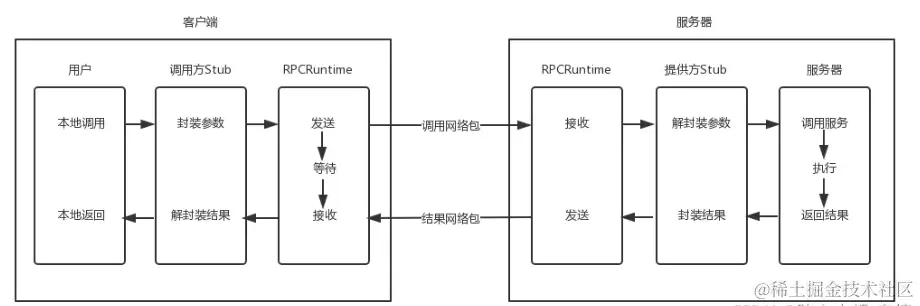 客户端
服务器
用户
调用方Stub
RPCRuntime
RPCRuntime
提供方Stub
服务器
本地调用
封装参数
发送
调用网络包
接收
解封装参数
调用服务
等待
执行
本地返回
解封装结果
接收
结果网络包
发送
封装结果
返回结果
@稀土掘金技术社区